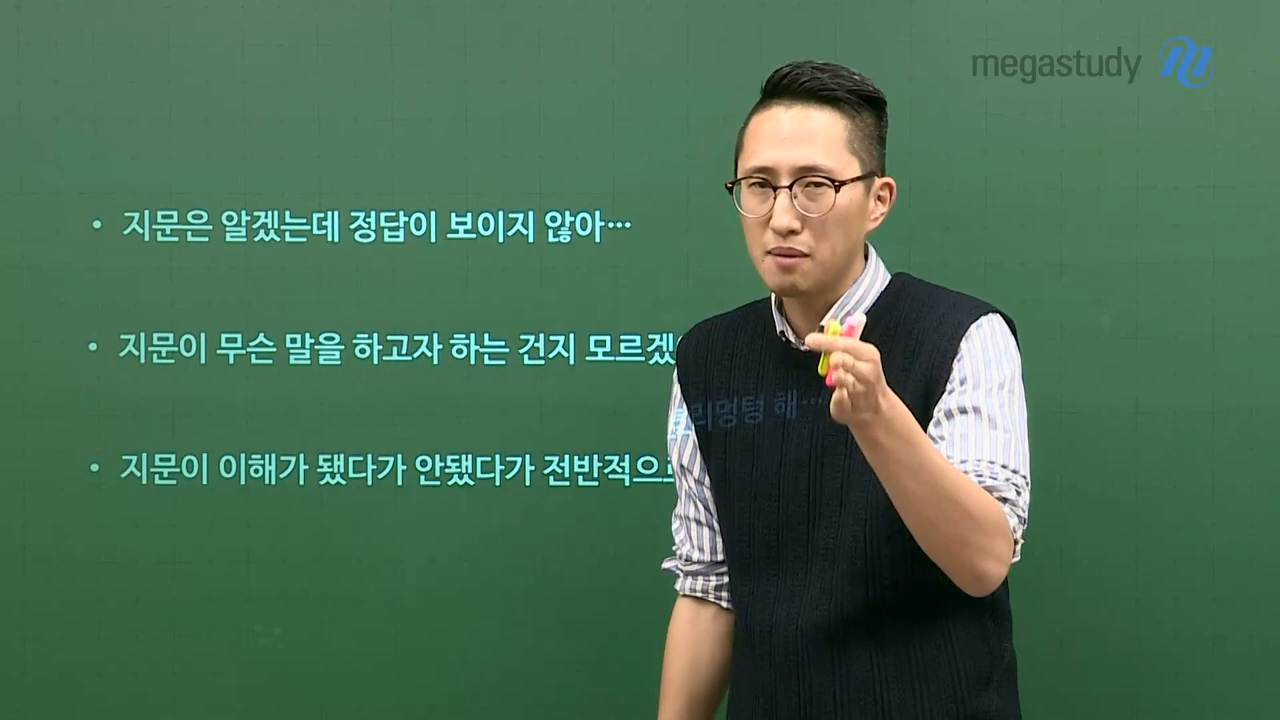 megastudy
• 지문은 알겠는데 정답이 보이지 않아…
• 지문이 무슨 말을 하고자 하는 건지 모르겠
• 지문이 이해가 됐다가 안됐다가 전반적으로
리멍텅 해…